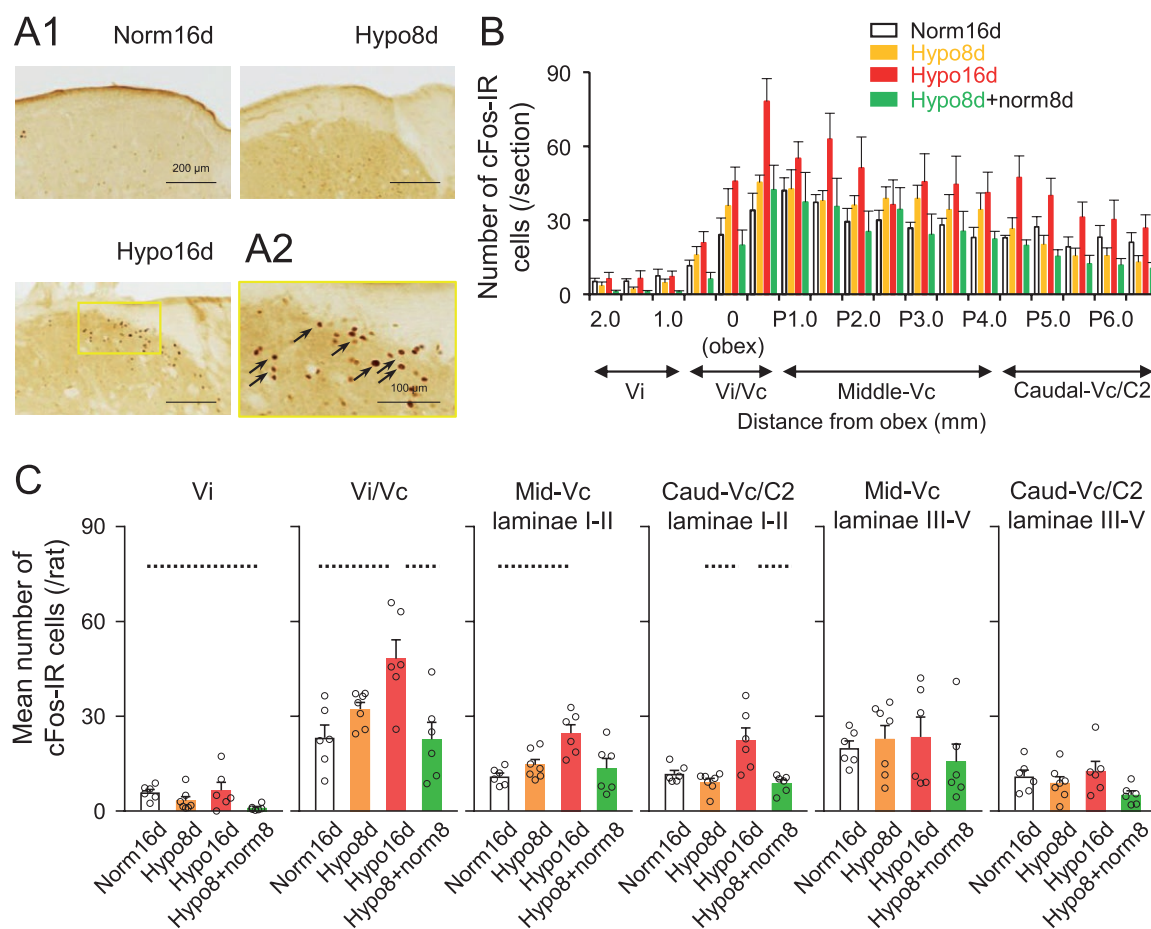 A1
Norm16d
Hypo8d
200 µm
Hypo16d
A2
100 µm
B
Norm16d
Hypo8d
Hypo16d
Hypo8d+norm8d
Number of cFos-IR
cells (/section)
90
60
30
0
2.0 1.0 0 P1.0 P2.0 P3.0 P4.0 P5.0 P6.0
(obex)
Vi Vi/Vc Middle-Vc Caudal-Vc/C2
Distance from obex (mm)
C
Mean number of
cFos-IR cells (/rat)
90
60
30
0
Vi
Norm16d
Hypo8d
Hypo16d
Hypo8+norm8
Vi/Vc
Norm16d
Hypo8d
Hypo16d
Hypo8+norm8
Mid-Vc
laminae I-II
Norm16d
Hypo8d
Hypo16d
Hypo8+norm8
Caud-Vc/C2
laminae I-II
Norm16d
Hypo8d
Hypo16d
Hypo8+norm8
Mid-Vc
laminae III-V
Norm16d
Hypo8d
Hypo16d
Hypo8+norm8
Caud-Vc/C2
laminae III-V
Norm16d
Hypo8d
Hypo16d
Hypo8+norm8